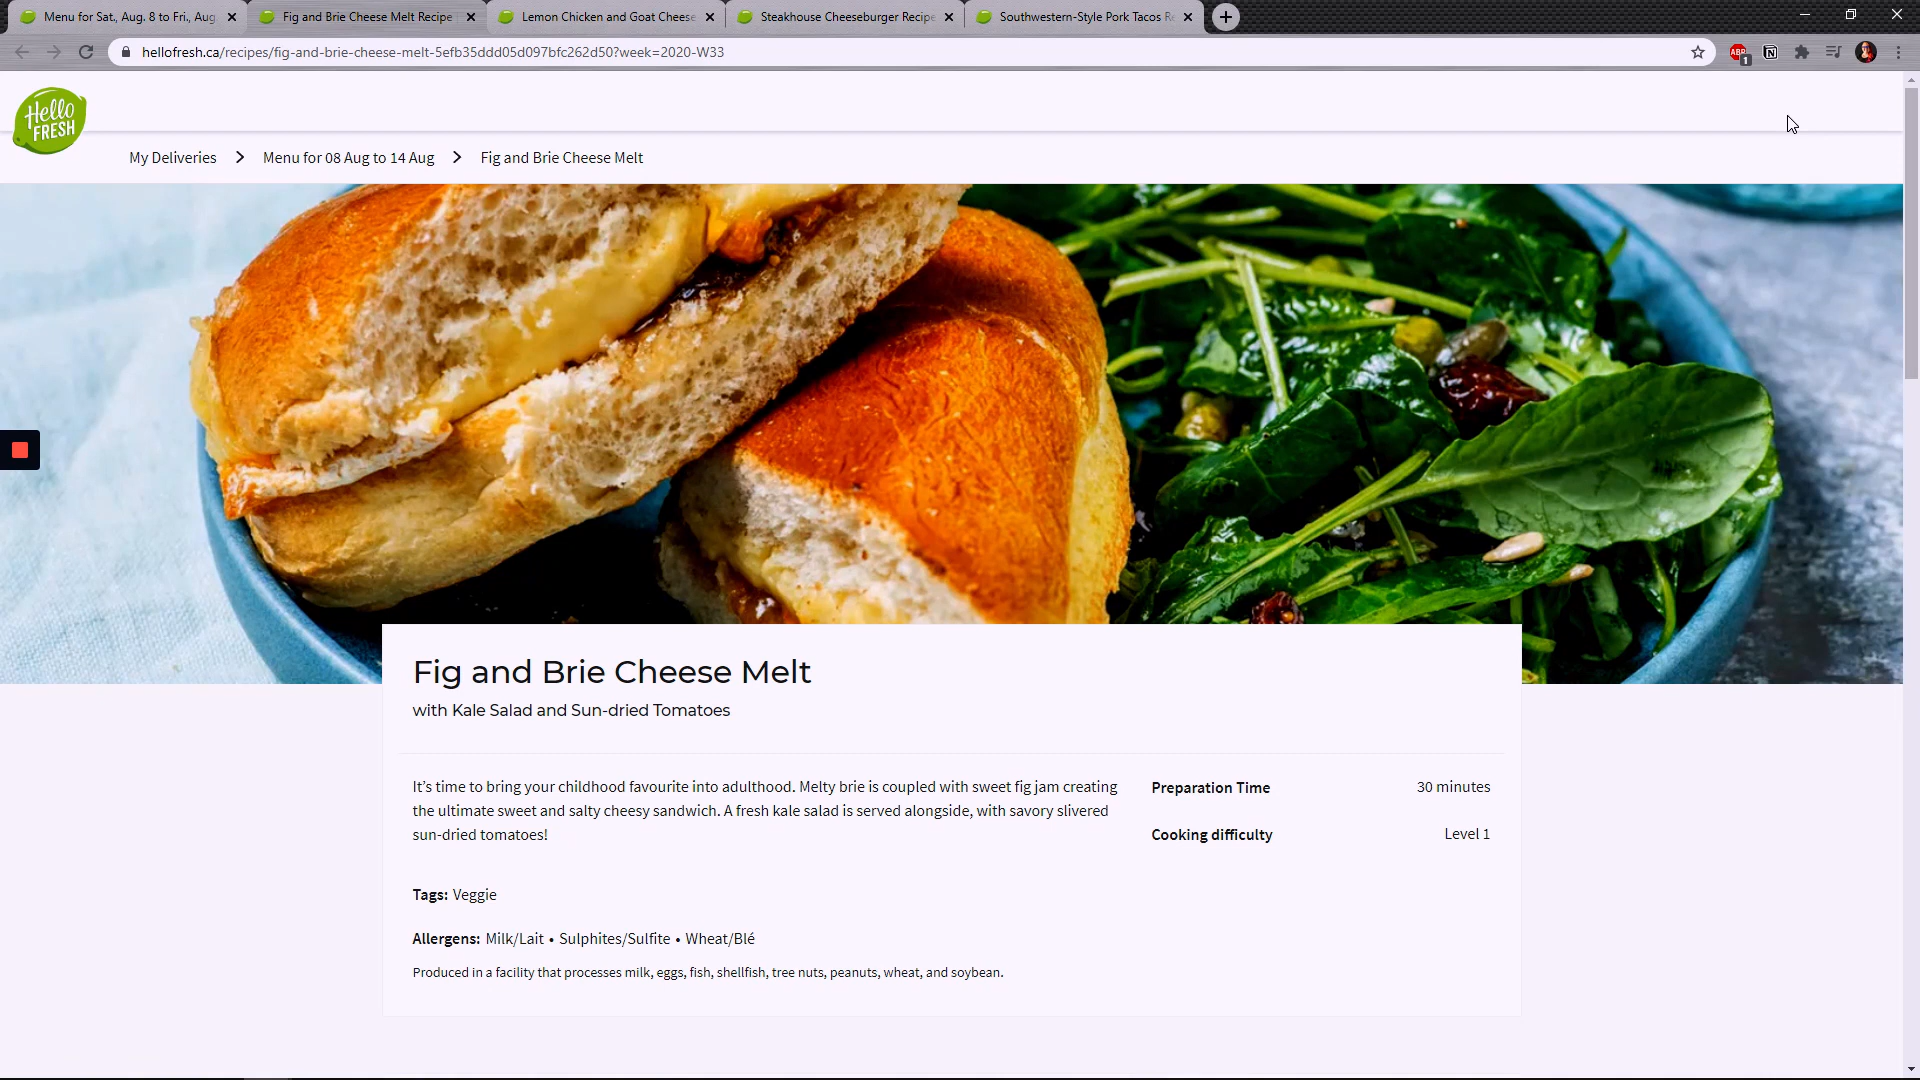 Menu for Sat., Aug. 8 to Fri., Aug
Fig and Brie Cheese Melt Recipe
Lemon Chicken and Goat Cheese
Steakhouse Cheeseburger Recipe
Southwestern-Style Pork Tacos Re
hellofresh.ca/recipes/fig-and-brie-cheese-melt-5efb35ddd05d097bfc262d50?week=2020-W33
ABP
1
Hello
FRESH
My Deliveries > Menu for 08 Aug to 14 Aug > Fig and Brie Cheese Melt
Fig and Brie Cheese Melt
with Kale Salad and Sun-dried Tomatoes
It’s time to bring your childhood favourite into adulthood. Melty brie is coupled with sweet fig jam creating
the ultimate sweet and salty cheesy sandwich. A fresh kale salad is served alongside, with savory slivered
sun-dried tomatoes!
Preparation Time 30 minutes
Cooking difficulty Level 1
Tags: Veggie
Allergens: Milk/Lait • Sulphites/Sulfite • Wheat/Blé
Produced in a facility that processes milk, eggs, fish, shellfish, tree nuts, peanuts, wheat, and soybean.